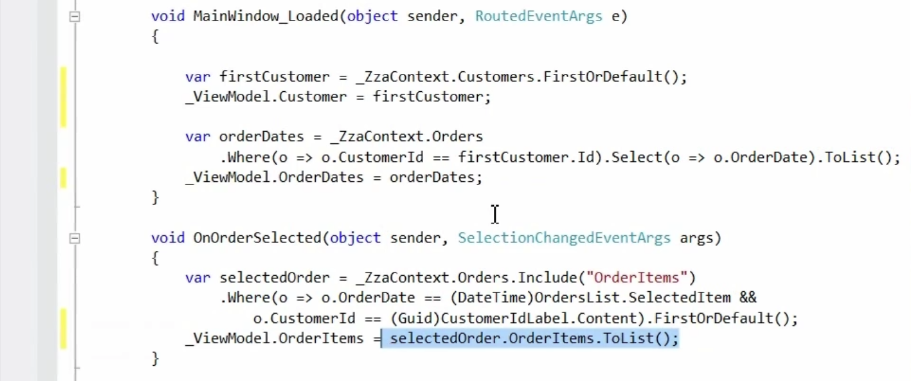 void MainWindow_Loaded(object sender, RoutedEventArgs e)
{
var firstCustomer = _ZzaContext.Customers.FirstOrDefault();
_ViewModel.Customer = firstCustomer;
var orderDates = _ZzaContext.Orders
.Where(o => o.CustomerId == firstCustomer.Id).Select(o => o.OrderDate).ToList();
_ViewModel.OrderDates = orderDates;
}
void OnOrderSelected(object sender, SelectionChangedEventArgs args)
{
var selectedOrder = _ZzaContext.Orders.Include("OrderItems")
.Where(o => o.OrderDate == (DateTime)OrdersList.SelectedItem &&
o.CustomerId == (Guid)CustomerIdLabel.Content).FirstOrDefault();
_ViewModel.OrderItems = selectedOrder.OrderItems.ToList();
}